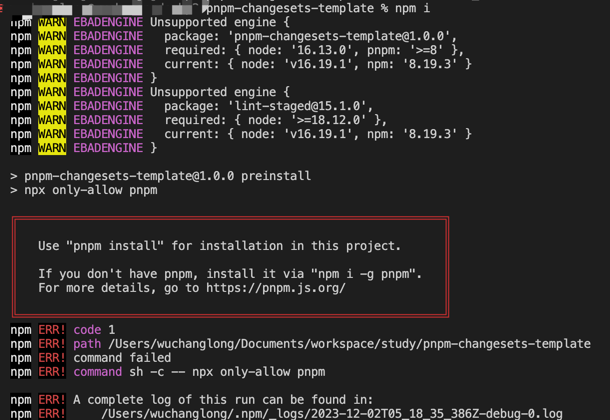 /pnpm-changesets-template % npm i
npm WARN EBADENGINE Unsupported engine {
npm WARN EBADENGINE   package: 'pnpm-changesets-template@1.0.0',
npm WARN EBADENGINE   required: { node: '16.13.0', pnpm: '>=8' },
npm WARN EBADENGINE   current: { node: 'v16.19.1', npm: '8.19.3' }
npm WARN EBADENGINE }
npm WARN EBADENGINE Unsupported engine {
npm WARN EBADENGINE   package: 'lint-staged@15.1.0',
npm WARN EBADENGINE   required: { node: '>=18.12.0' },
npm WARN EBADENGINE   current: { node: 'v16.19.1', npm: '8.19.3' }
npm WARN EBADENGINE }
> pnpm-changesets-template@1.0.0 preinstall
> npx only-allow pnpm
Use "pnpm install" for installation in this project.
If you don't have pnpm, install it via "npm i -g pnpm".
For more details, go to https://pnpm.js.org/
npm ERR! code 1
npm ERR! path /Users/wuchanglong/Documents/workspace/study/pnpm-changesets-template
npm ERR! command failed
npm ERR! command sh -c -- npx only-allow pnpm
npm ERR! A complete log of this run can be found in:
npm ERR!     /Users/wuchanglong/.npm/_logs/2023-12-02T05_18_35_386Z-debug-0.log